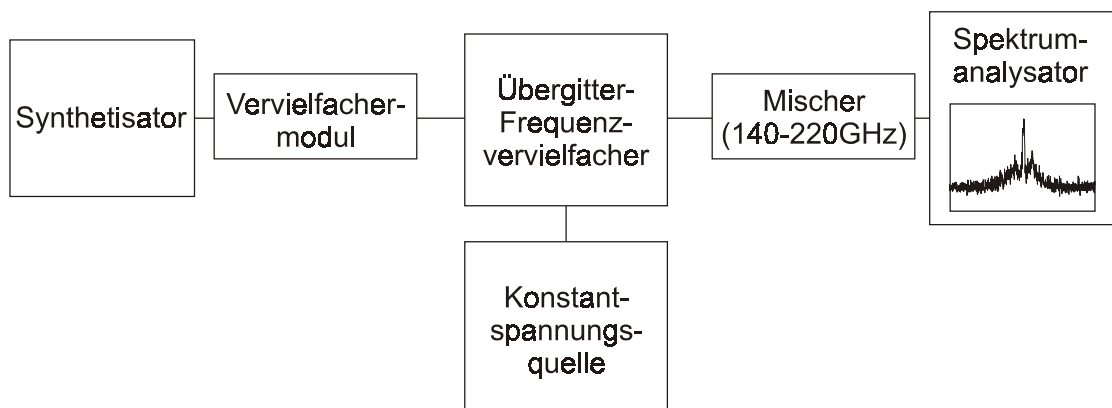 Synthetisator
Vervielfacher-
modul
Übergitter-
Frequenz-
vervielfacher
Mischer
(140-220GHz)
Spektrum-
analysator
Konstant-
spannungs-
quelle